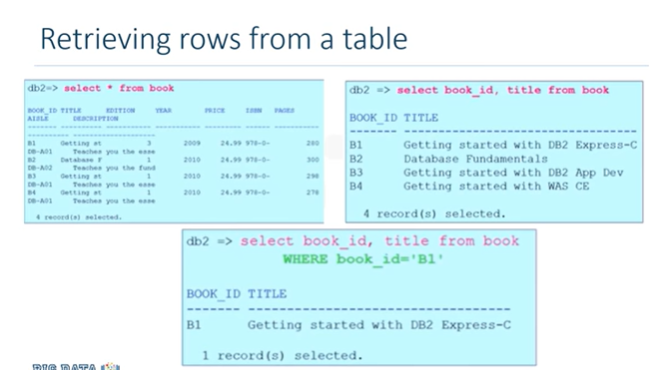 Retrieving rows from a table
db2=> select * from book
BOOK_ID TITLE EDITION YEAR PRICE ISBN PAGES
AISLE DESCRIPTION
B1 Getting st 3 2009 24.99 978-0- 280
DB-A01 Teaches you the esse
B2 Database F 1 2010 24.99 978-0- 300
DB-A02 Teaches you the fund
B3 Getting st 1 2010 24.99 978-0- 298
DB-A01 Teaches you the esse
B4 Getting st 1 2010 24.99 978-0- 278
DB-A01 Teaches you the esse
4 record(s) selected.
db2 => select book_id, title from book
BOOK_ID TITLE
------- --------------------------------
B1 Getting started with DB2 Express-C
B2 Database Fundamentals
B3 Getting started with DB2 App Dev
B4 Getting started with WAS CE
4 record(s) selected.
db2 => select book_id, title from book
WHERE book_id='B1'
BOOK_ID TITLE
------- --------------------------------
B1 Getting started with DB2 Express-C
1 record(s) selected.
BIG DATA